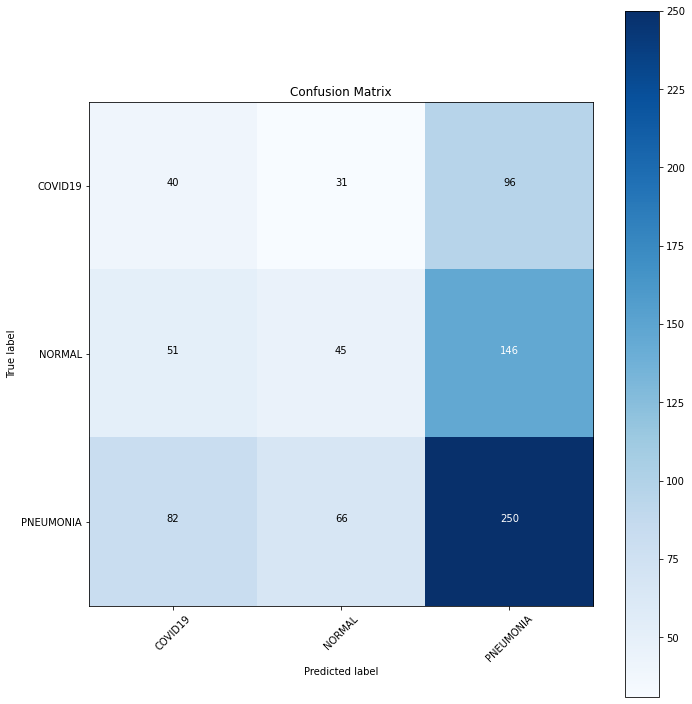 Confusion Matrix
COVID19
40 31 96
NORMAL
51 45 146
PNEUMONIA
82 66 250
True label
COVID19 NORMAL PNEUMONIA
Predicted label
250
225
200
175
150
125
100
75
50